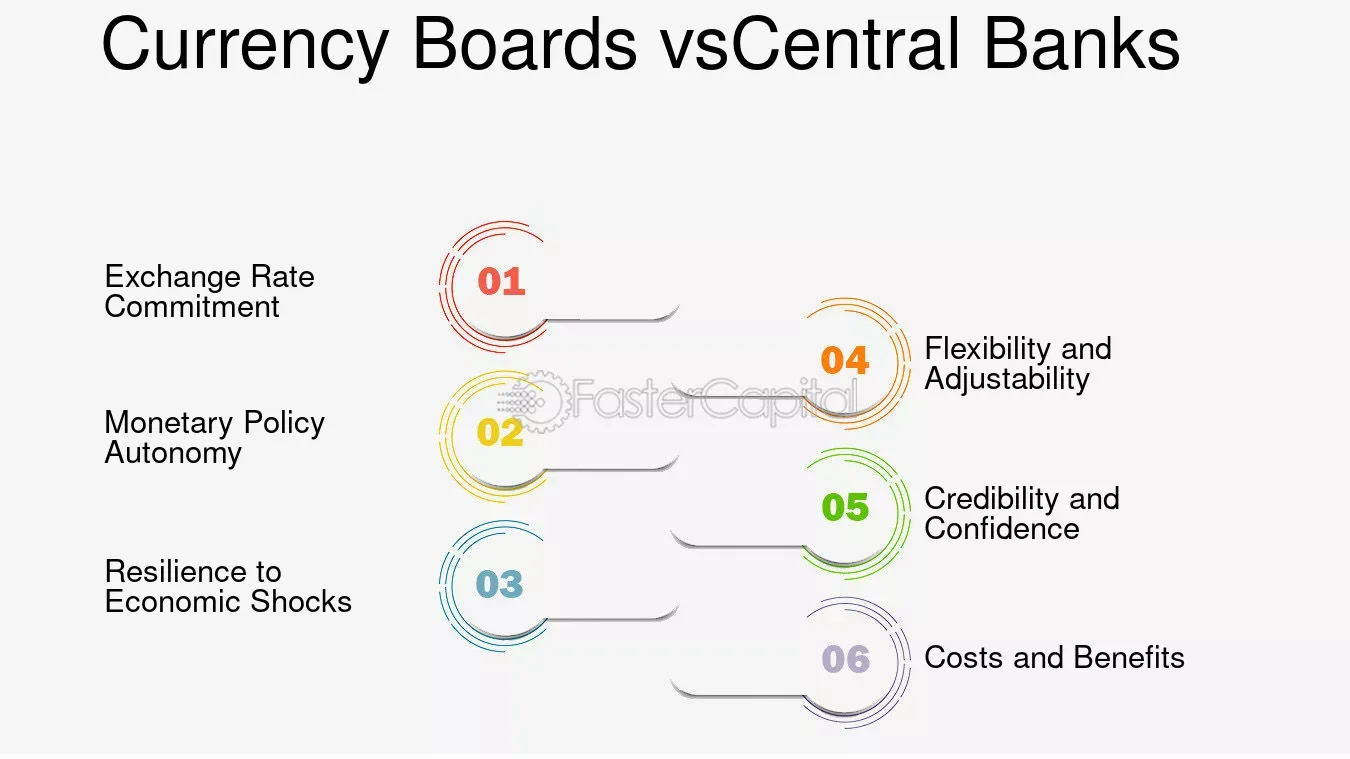 Currency Boards vsCentral Banks
01
Exchange Rate
Commitment
02
Monetary Policy
Autonomy
03
Resilience to
Economic Shocks
04
Flexibility and
Adjustability
05
Credibility and
Confidence
06
Costs and Benefits
FasterCapital